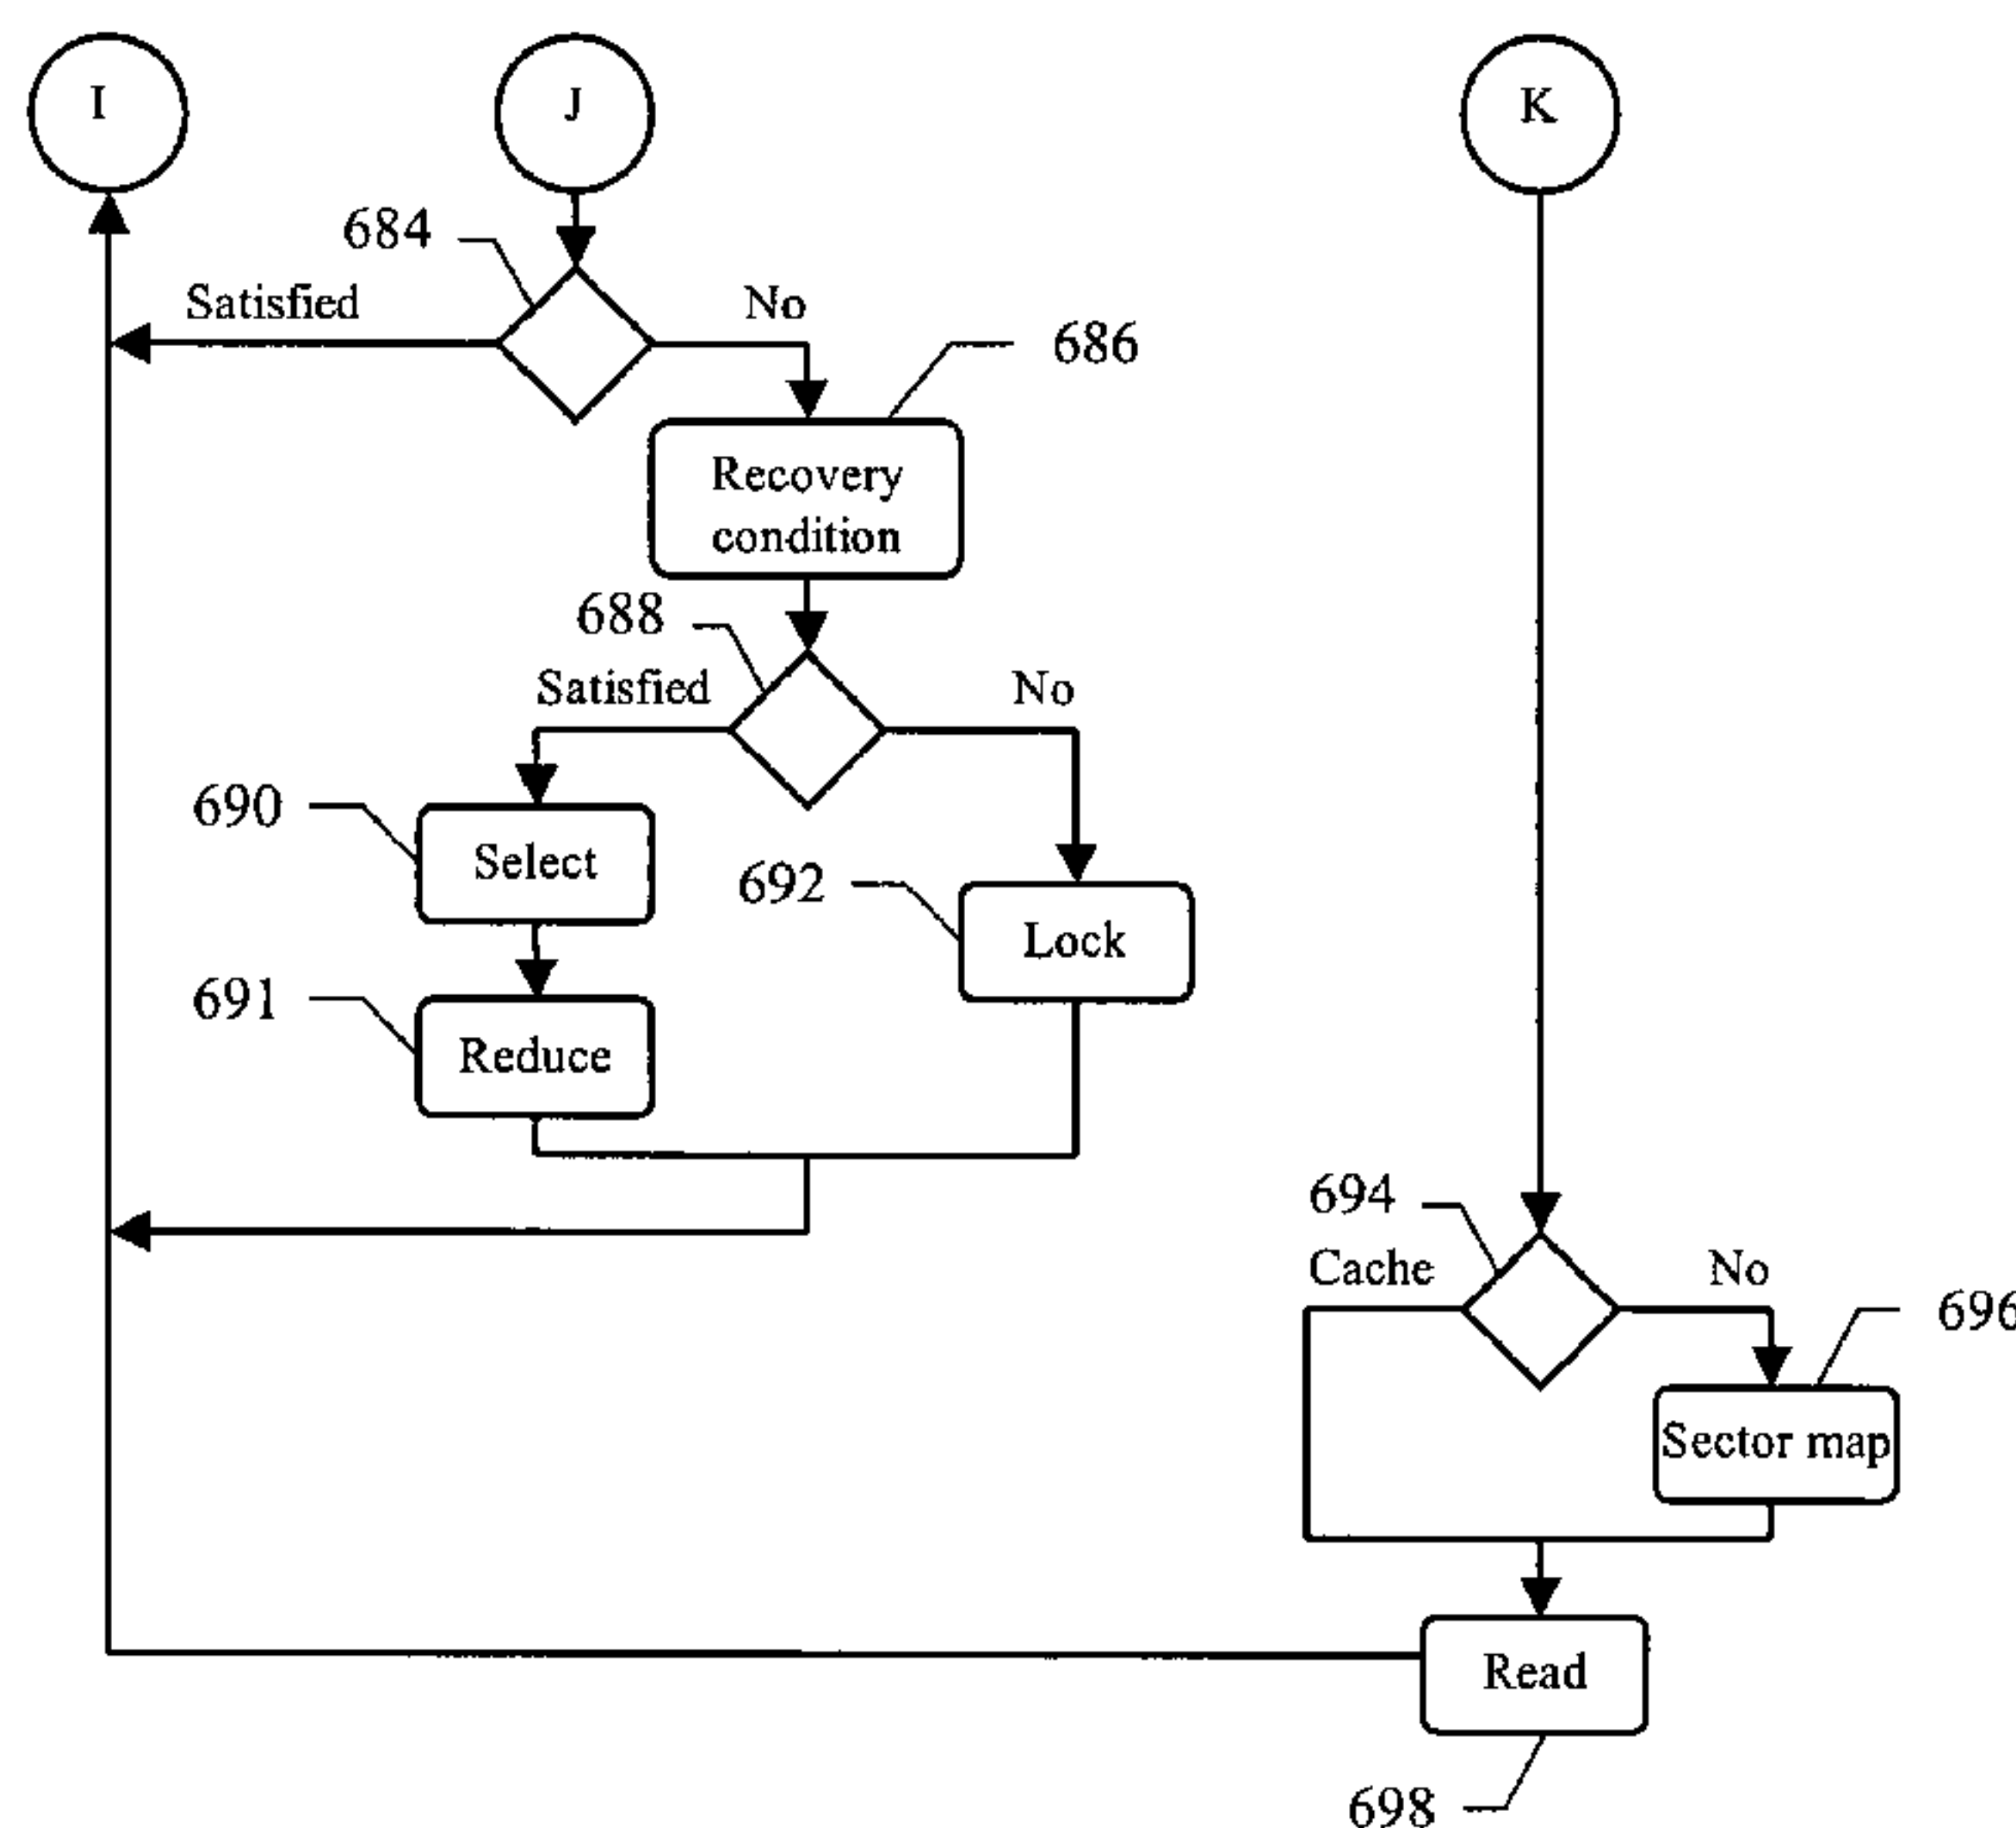 I
J
K
684
Satisfied
No
686
Recovery
condition
688
Satisfied
No
690
Select
692
Lock
691
Reduce
694
Cache
No
696
Sector map
Read
698